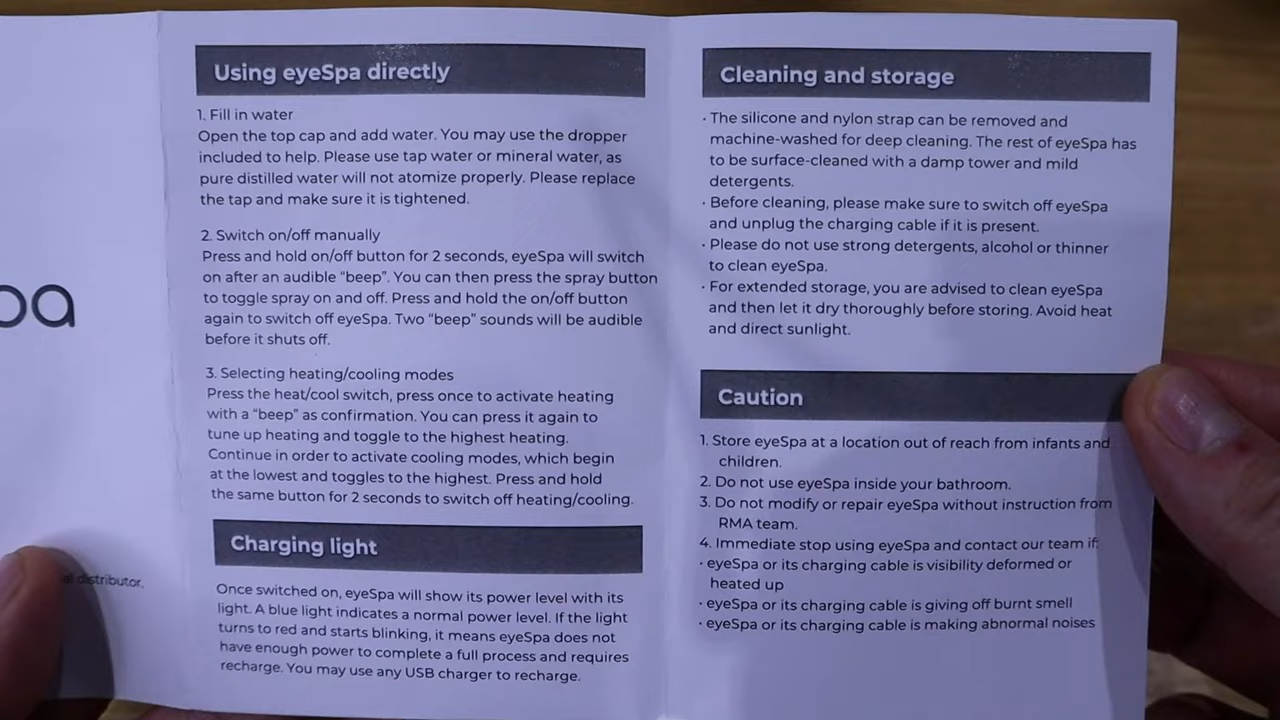 pa
distributor.
Using eyeSpa directly
1. Fill in water
Open the top cap and add water. You may use the dropper
included to help. Please use tap water or mineral water, as
pure distilled water will not atomize properly. Please replace
the tap and make sure it is tightened.
2. Switch on/off manually
Press and hold on/off button for 2 seconds, eyeSpa will switch
on after an audible “beep”. You can then press the spray button
to toggle spray on and off. Press and hold the on/off button
again to switch off eyeSpa. Two “beep” sounds will be audible
before it shuts off.
3. Selecting heating/cooling modes
Press the heat/cool switch, press once to activate heating
with a “beep” as confirmation. You can press it again to
tune up heating and toggle to the highest heating.
Continue in order to activate cooling modes, which begin
at the lowest and toggles to the highest. Press and hold
the same button for 2 seconds to switch off heating/cooling.
Charging light
Once switched on, eyeSpa will show its power level with its
light. A blue light indicates a normal power level. If the light
turns to red and starts blinking, it means eyeSpa does not
have enough power to complete a full process and requires
recharge. You may use any USB charger to recharge.
Cleaning and storage
· The silicone and nylon strap can be removed and
machine-washed for deep cleaning. The rest of eyeSpa has
to be surface-cleaned with a damp tower and mild
detergents.
· Before cleaning, please make sure to switch off eyeSpa
and unplug the charging cable if it is present.
· Please do not use strong detergents, alcohol or thinner
to clean eyeSpa.
· For extended storage, you are advised to clean eyeSpa
and then let it dry thoroughly before storing. Avoid heat
and direct sunlight.
Caution
1. Store eyeSpa at a location out of reach from infants and
children.
2. Do not use eyeSpa inside your bathroom.
3. Do not modify or repair eyeSpa without instruction from
RMA team.
4. Immediate stop using eyeSpa and contact our team if:
· eyeSpa or its charging cable is visibility deformed or
heated up
· eyeSpa or its charging cable is giving off burnt smell
· eyeSpa or its charging cable is making abnormal noises